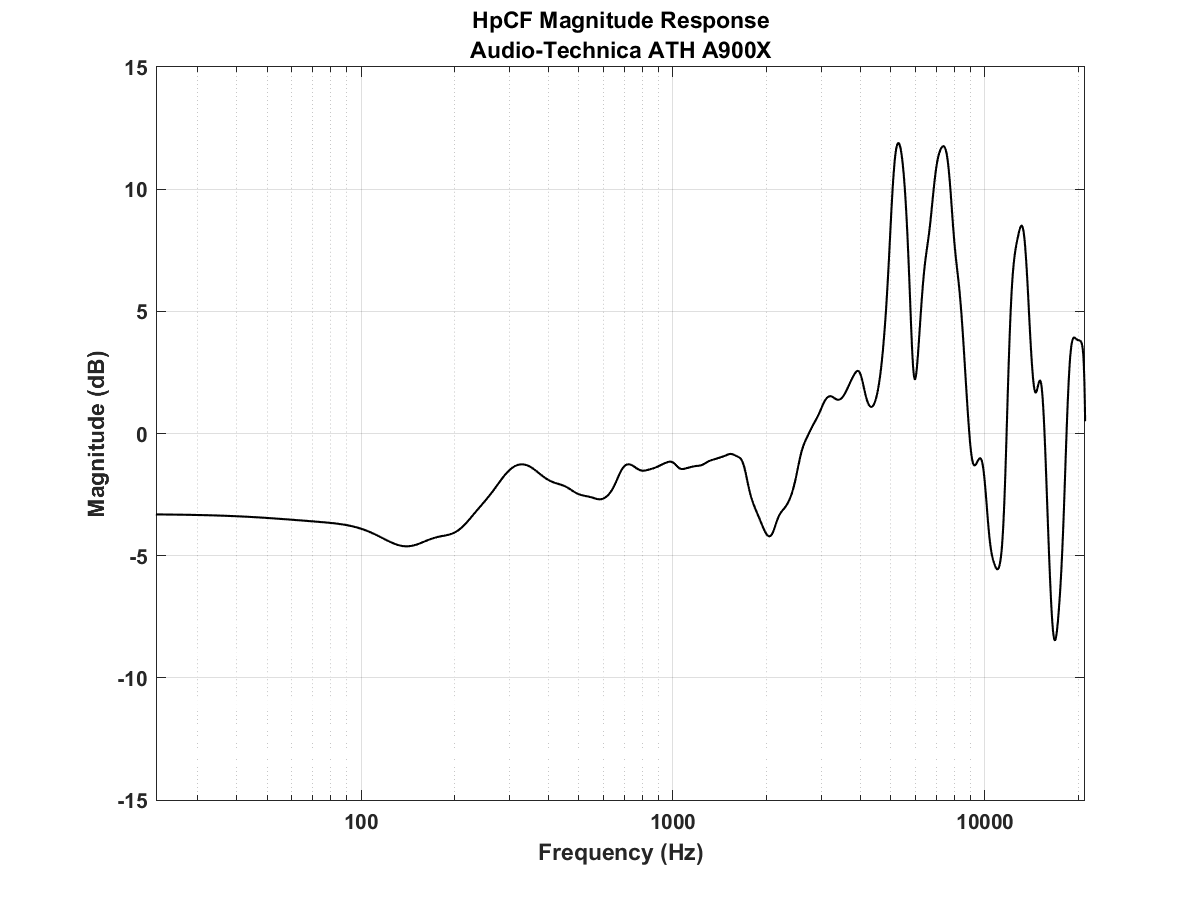 HpCF Magnitude Response
Audio-Technica ATH A900X
15
10
5
0
-5
-10
-15
Magnitude (dB)
100
1000
10000
Frequency (Hz)